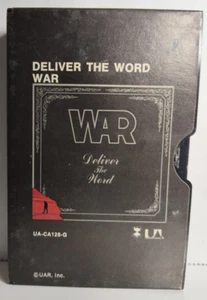 DELIVER THE WORD
WAR
WAR
Deliver
The
Word
UA-CA128-G
UA
©UAR, Inc.